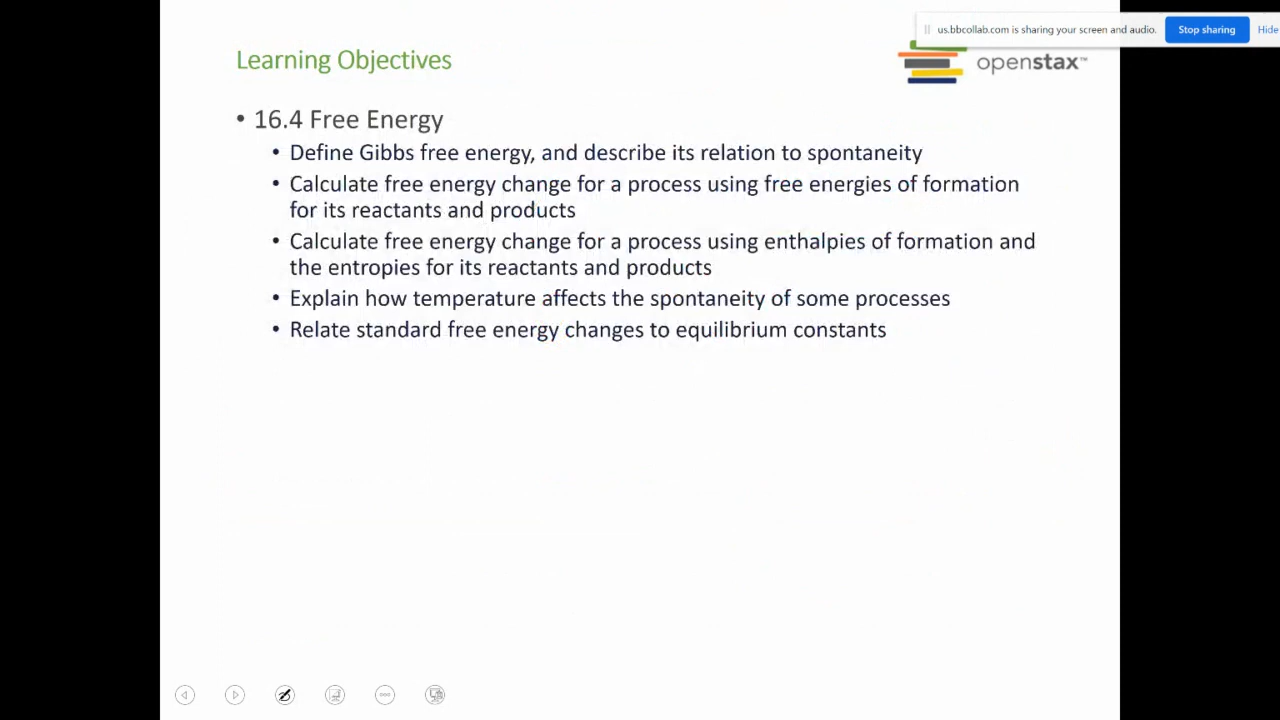 us.bbcollab.com is sharing your screen and audio.
Stop sharing
Hide
Learning Objectives
openstax™
• 16.4 Free Energy
• Define Gibbs free energy, and describe its relation to spontaneity
• Calculate free energy change for a process using free energies of formation
for its reactants and products
• Calculate free energy change for a process using enthalpies of formation and
the entropies for its reactants and products
• Explain how temperature affects the spontaneity of some processes
• Relate standard free energy changes to equilibrium constants